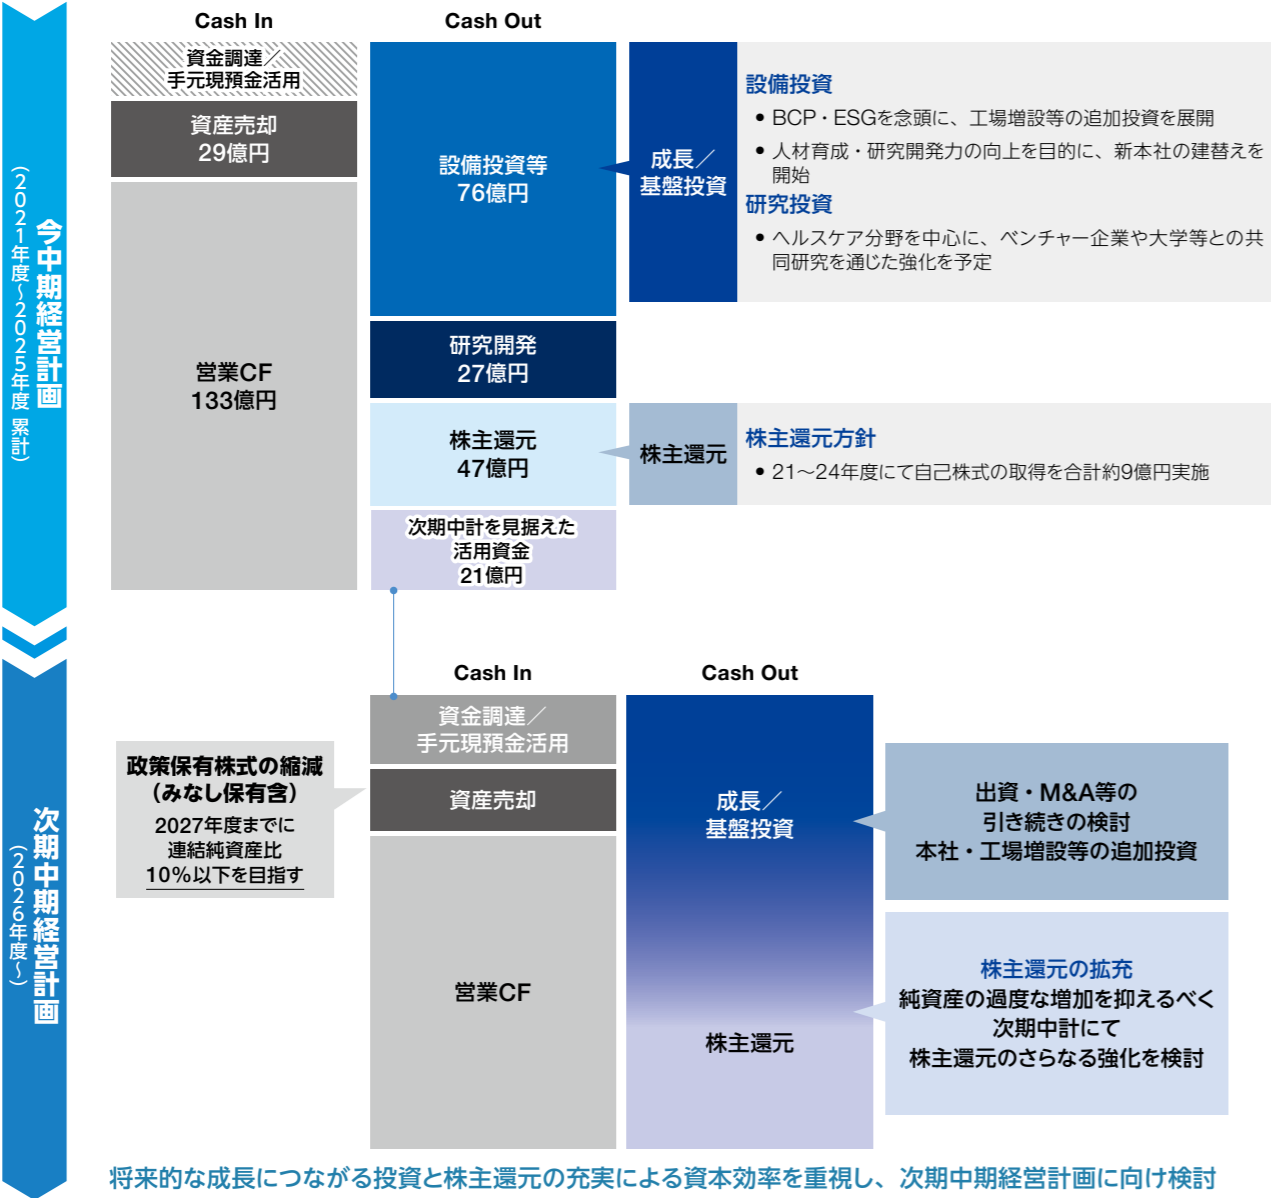 今中期経営計画
（2021年度～2025年度 累計）
Cash In
Cash Out
資金調達／
手元現預金活用
資産売却
29億円
営業CF
133億円
設備投資等
76億円
研究開発
27億円
株主還元
47億円
次期中計を見据えた
活用資金
21億円
成長／
基盤投資
設備投資
• BCP・ESGを念頭に、工場増設等の追加投資を展開
• 人材育成・研究開発力の向上を目的に、新本社の建替えを
開始
研究投資
• ヘルスケア分野を中心に、ベンチャー企業や大学等との共
同研究を通じた強化を予定
株主還元
株主還元方針
• 21～24年度にて自己株式の取得を合計約9億円実施
次期中期経営計画
（2026年度～）
Cash In
Cash Out
政策保有株式の縮減
（みなし保有含）
2027年度までに
連結純資産比
10％以下を目指す
資金調達／
手元現預金活用
資産売却
営業CF
成長／
基盤投資
株主還元
出資・M&A等の
引き続きの検討
本社・工場増設等の追加投資
株主還元の拡充
純資産の過度な増加を抑えるべく
次期中計にて
株主還元のさらなる強化を検討
将来的な成長につながる投資と株主還元の充実による資本効率を重視し、次期中期経営計画に向け検討